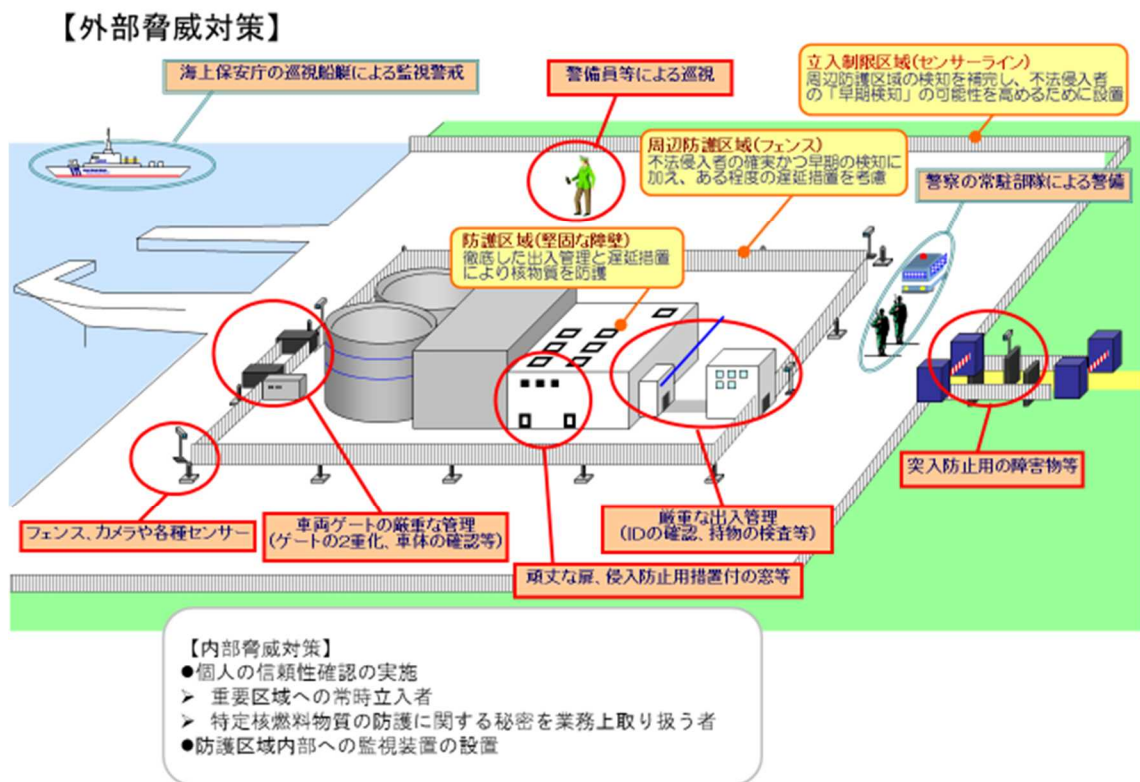 【外部脅威対策】
海上保安庁の巡視船艇による監視警戒
警備員等による巡視
立入制限区域(センサーライン)
周辺防護区域の検知を補完し、不法侵入者
の「早期検知」の可能性を高めるために設置
周辺防護区域(フェンス)
不法侵入者の確実かつ早期の検知に
加え、ある程度の遅延措置を考慮
警察の常駐部隊による警備
防護区域(堅固な障壁)
徹底した出入管理と遅延措置
により核物質を防護
突入防止用の障害物等
フェンス、カメラや各種センサー
車両ゲートの厳重な管理
(ゲートの2重化、車体の確認等)
厳重な出入管理
(IDの確認、持物の検査等)
頑丈な扉、侵入防止用措置付の窓等
【内部脅威対策】
●個人の信頼性確認の実施
➢ 重要区域への常時立入者
➢ 特定核燃料物質の防護に関する秘密を業務上取り扱う者
●防護区域内部への監視装置の設置